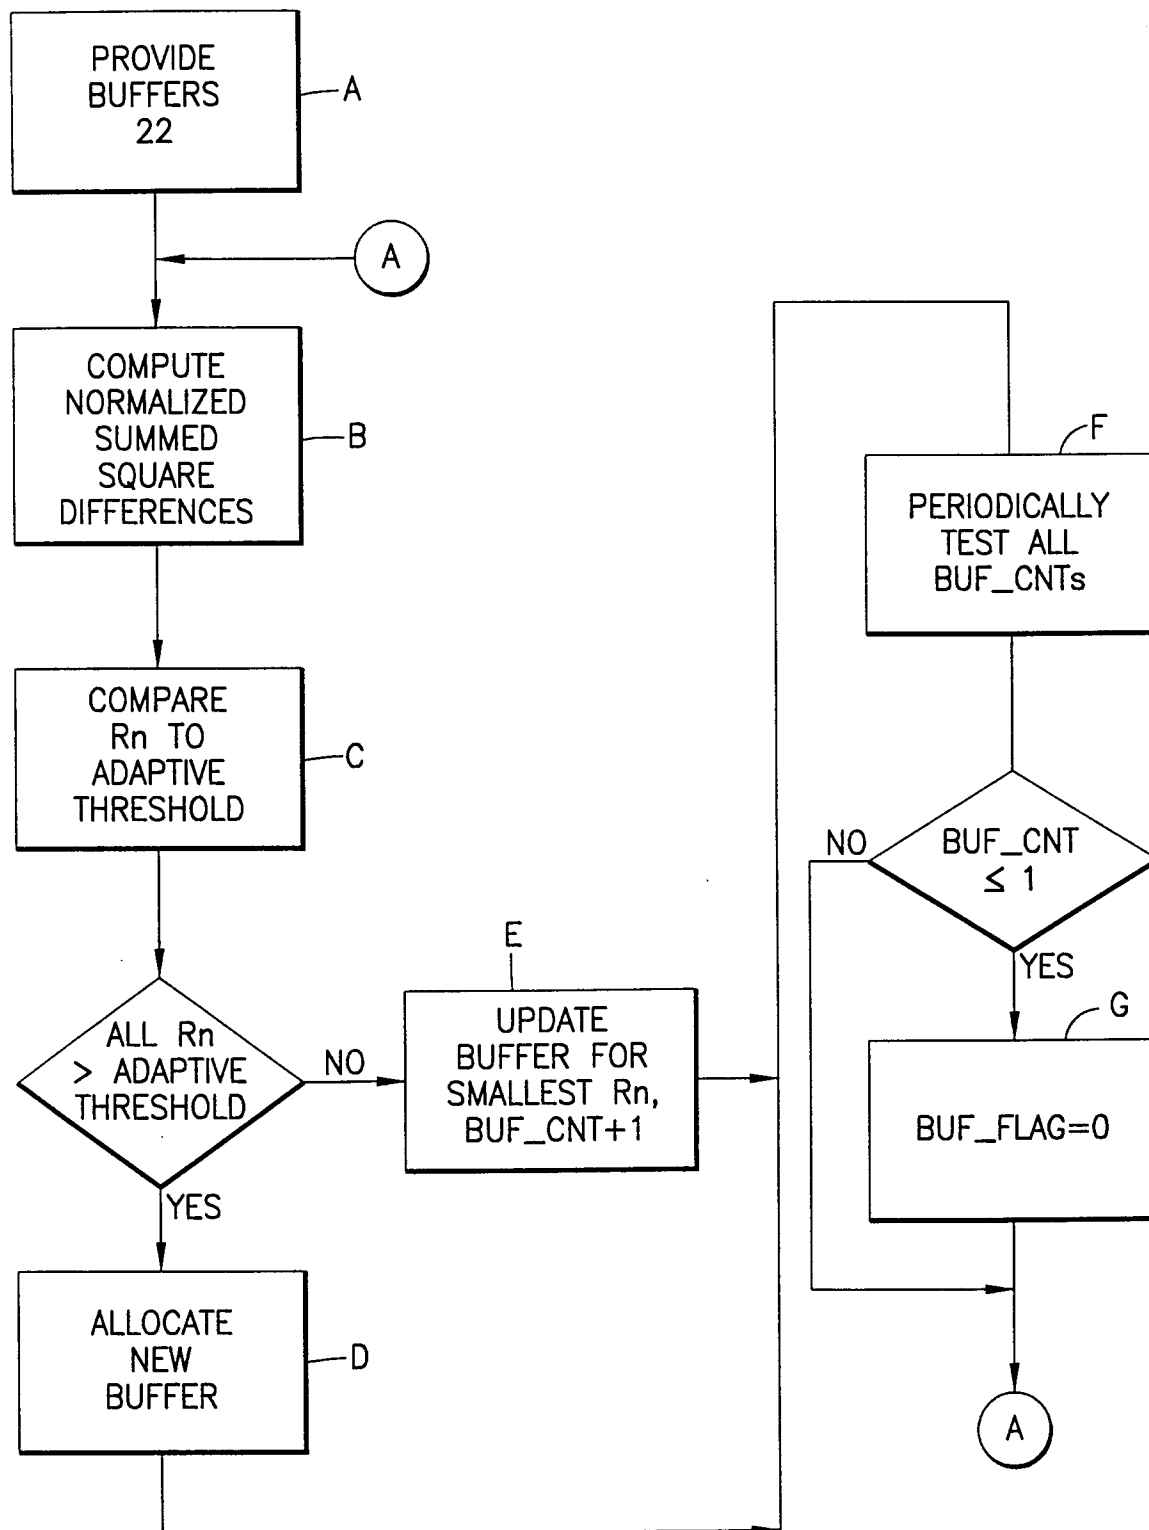 PROVIDE
BUFFERS
22
A
A
COMPUTE
NORMALIZED
SUMMED
SQUARE
DIFFERENCES
B
COMPARE
Rn TO
ADAPTIVE
THRESHOLD
C
ALL Rn
> ADAPTIVE
THRESHOLD
NO
YES
E
UPDATE
BUFFER FOR
SMALLEST Rn,
BUF_CNT+1
ALLOCATE
NEW
BUFFER
D
F
PERIODICALLY
TEST ALL
BUF_CNTs
NO
BUF_CNT
≤ 1
YES
G
BUF_FLAG=0
A